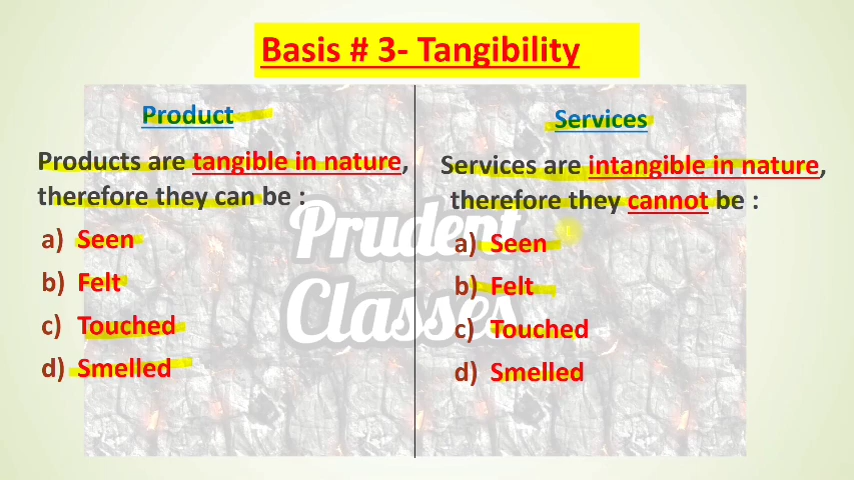 Basis # 3- Tangibility
Product
Products are tangible in nature,
therefore they can be :
a) Seen
b) Felt
c) Touched
d) Smelled
Services
Services are intangible in nature,
therefore they cannot be :
a) Seen
b) Felt
c) Touched
d) Smelled
Prudent
Classes